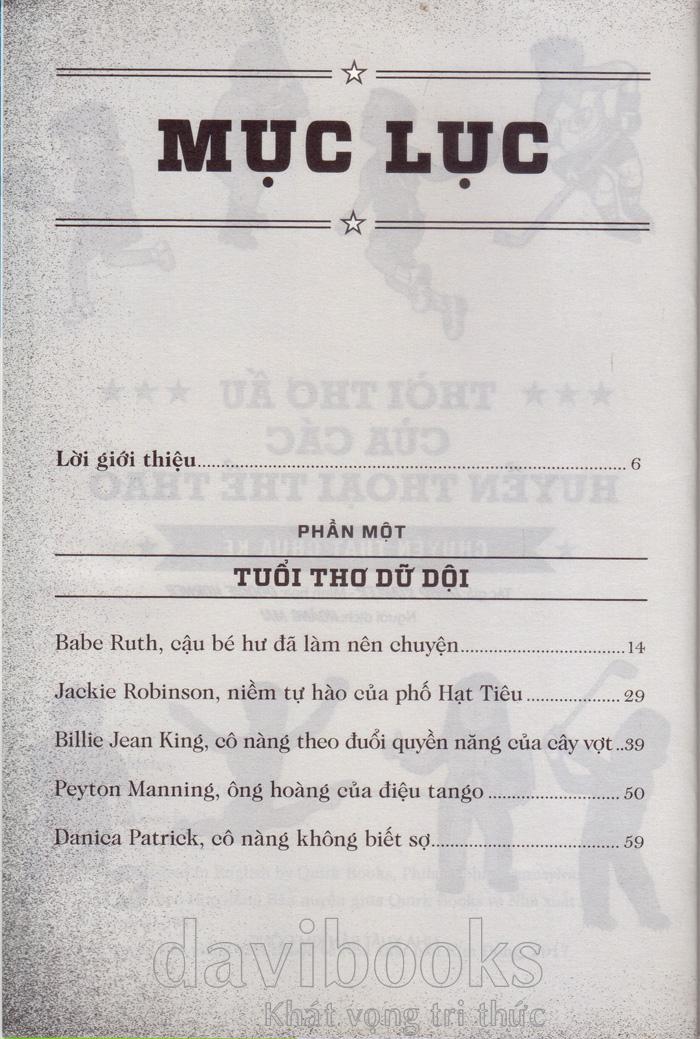 MỤC LỤC
Lời giới thiệu 6
PHẦN MỘT
TUỔI THƠ DỮ DỘI
Babe Ruth, cậu bé hư đã làm nên chuyện 14
Jackie Robinson, niềm tự hào của phố Hạt Tiêu 29
Billie Jean King, cô nàng theo đuổi quyền năng của cây vợt 39
Peyton Manning, ông hoàng của điệu tango 50
Danica Patrick, cô nàng không biết sợ 59
davibooks
Khát vọng tri thức